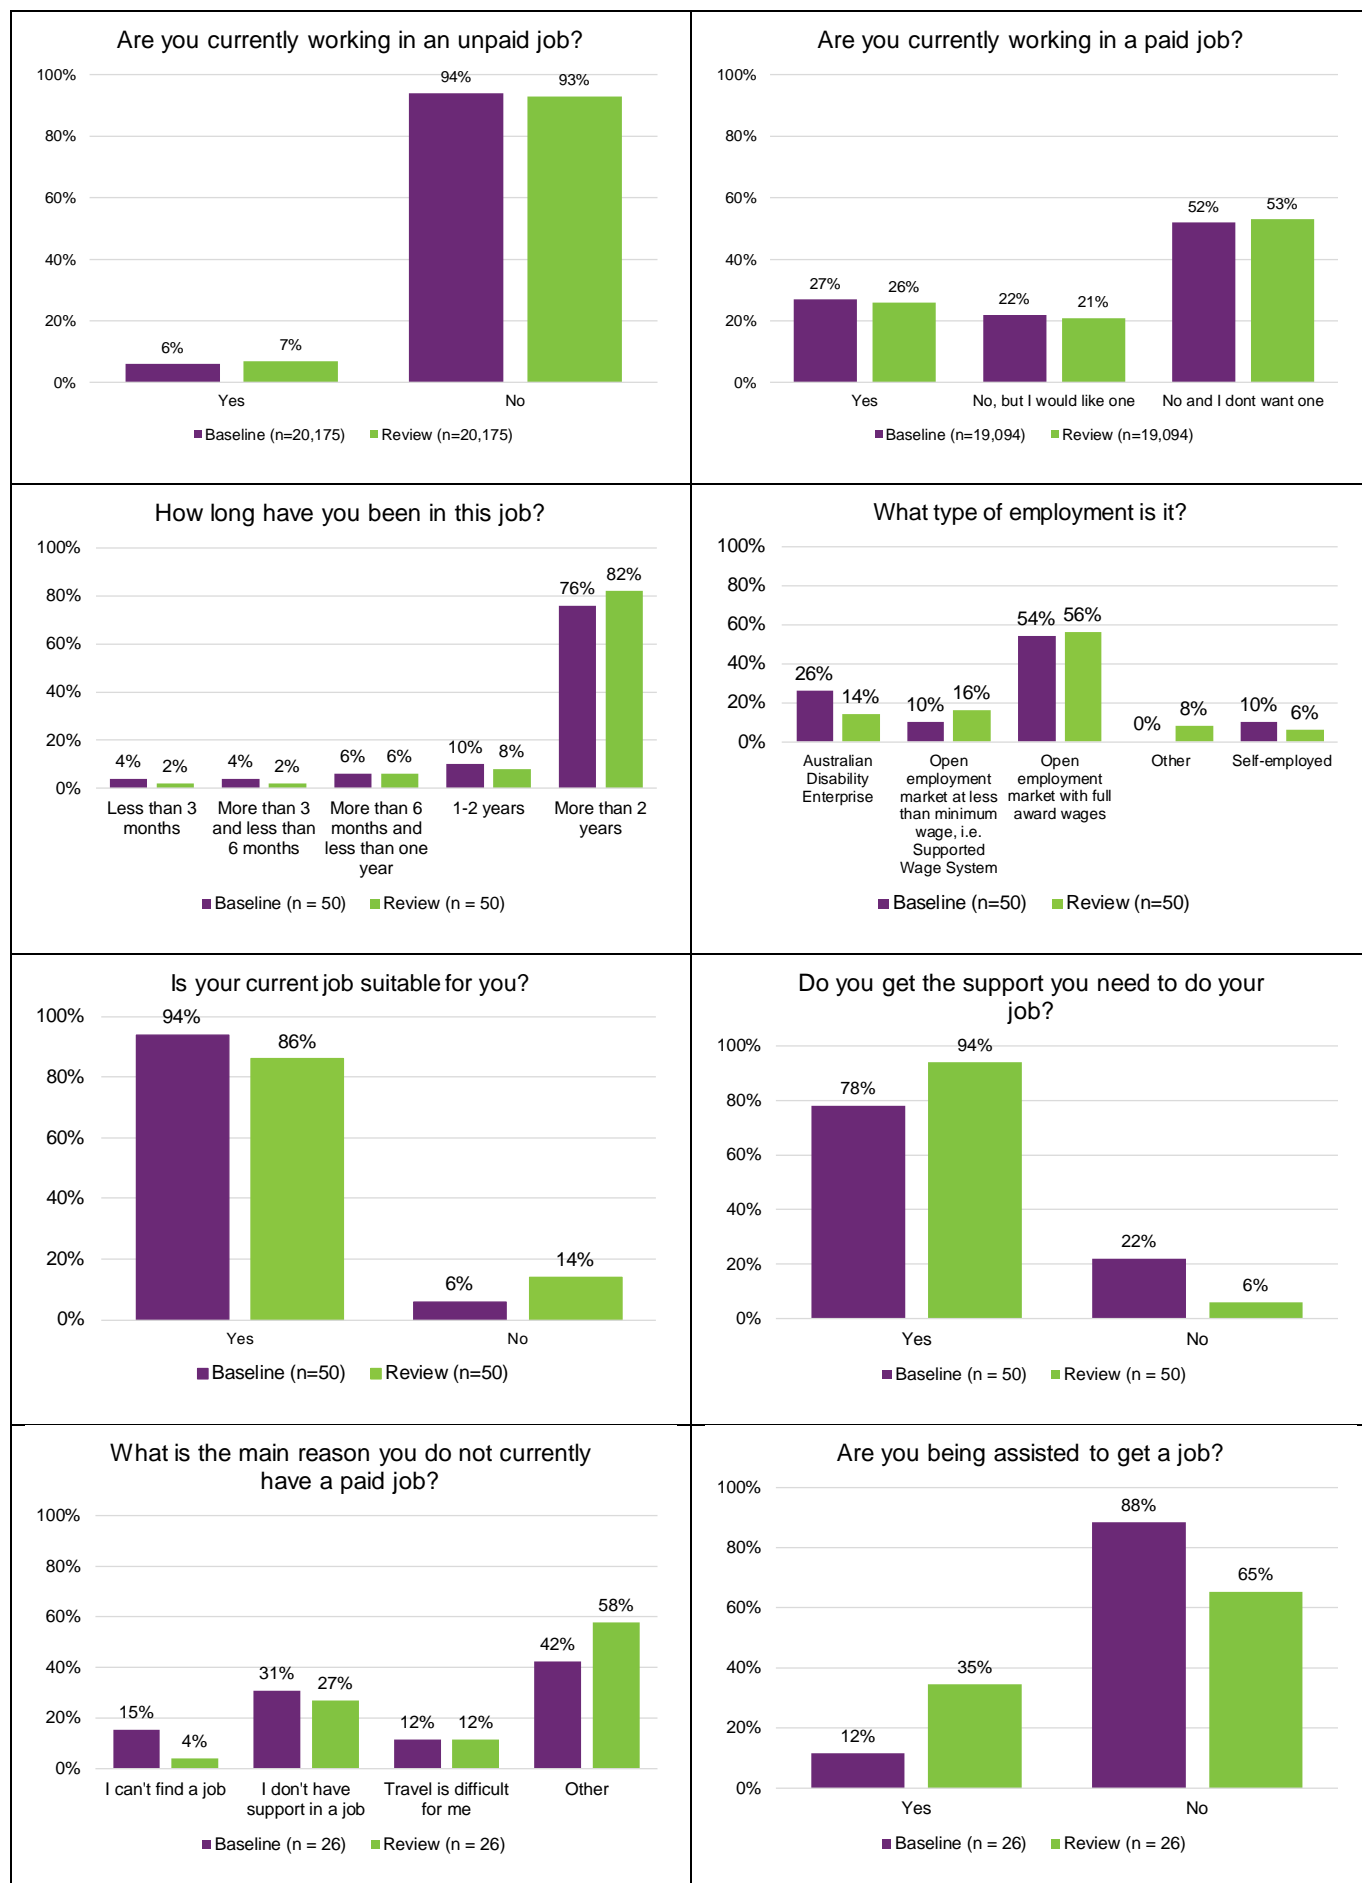 Are you currently working in an unpaid job?
100%
80%
60%
40%
20%
0%
6%
7%
94%
93%
Yes
No
Baseline (n=20,175)
Review (n=20,175)
Are you currently working in a paid job?
100%
80%
60%
40%
20%
0%
27%
26%
22%
21%
52%
53%
Yes
No, but I would like one
No and I dont want one
Baseline (n=19,094)
Review (n=19,094)
How long have you been in this job?
100%
80%
60%
40%
20%
0%
4%
2%
4%
2%
6%
6%
10%
8%
76%
82%
Less than 3
months
More than 3
and less than
6 months
More than 6
months and
less than one
year
1-2 years
More than 2
years
Baseline (n = 50)
Review (n = 50)
What type of employment is it?
100%
80%
60%
40%
20%
0%
26%
14%
10%
16%
54%
56%
0%
8%
10%
6%
Australian
Disability
Enterprise
Open
employment
market at less
than minimum
wage, i.e.
Supported
Wage System
Open
employment
market with full
award wages
Other
Self-employed
Baseline (n=50)
Review (n=50)
Is your current job suitable for you?
100%
80%
60%
40%
20%
0%
94%
86%
6%
14%
Yes
No
Baseline (n=50)
Review (n=50)
Do you get the support you need to do your
job?
100%
80%
60%
40%
20%
0%
78%
94%
22%
6%
Yes
No
Baseline (n = 50)
Review (n = 50)
What is the main reason you do not currently
have a paid job?
100%
80%
60%
40%
20%
0%
15%
4%
31%
27%
12%
12%
42%
58%
I can't find a job
I don't have
support in a job
Travel is difficult
for me
Other
Baseline (n = 26)
Review (n = 26)
Are you being assisted to get a job?
100%
80%
60%
40%
20%
0%
12%
35%
88%
65%
Yes
No
Baseline (n = 26)
Review (n = 26)